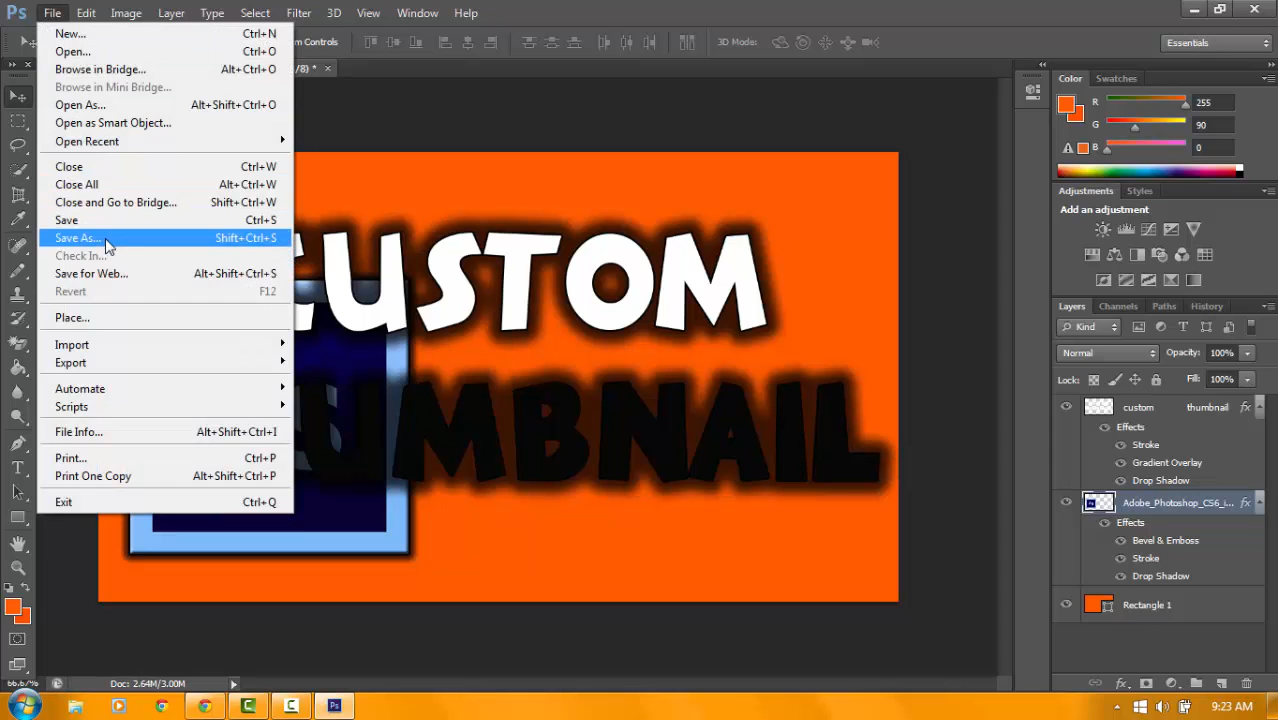 Ps File Edit Image Layer Type Select Filter 3D View Window Help
m Controls 3D Mode: Essentials
/8) * ×
New... Ctrl+N
Open... Ctrl+O
Browse in Bridge... Alt+Ctrl+O
Browse in Mini Bridge...
Open As... Alt+Shift+Ctrl+O
Open as Smart Object...
Open Recent
Close Ctrl+W
Close All Alt+Ctrl+W
Close and Go to Bridge... Shift+Ctrl+W
Save Ctrl+S
Save As... Shift+Ctrl+S
Check In...
Save for Web... Alt+Shift+Ctrl+S
Revert F12
Place...
Import
Export
Automate
Scripts
File Info... Alt+Shift+Ctrl+I
Print... Ctrl+P
Print One Copy Alt+Shift+Ctrl+P
Exit Ctrl+Q
CUSTOM
UMBNAIL
Color Swatches
R 255
G 90
B 0
Adjustments Styles
Add an adjustment
Layers Channels Paths History
Kind
Normal Opacity: 100%
Lock: Fill: 100%
custom thumbnail fx
Effects
Stroke
Gradient Overlay
Drop Shadow
Adobe_Photoshop_CS6_i... fx
Effects
Bevel & Emboss
Stroke
Drop Shadow
Rectangle 1
66.67% Doc: 2.64M/3.00M
Ps 9:23 AM